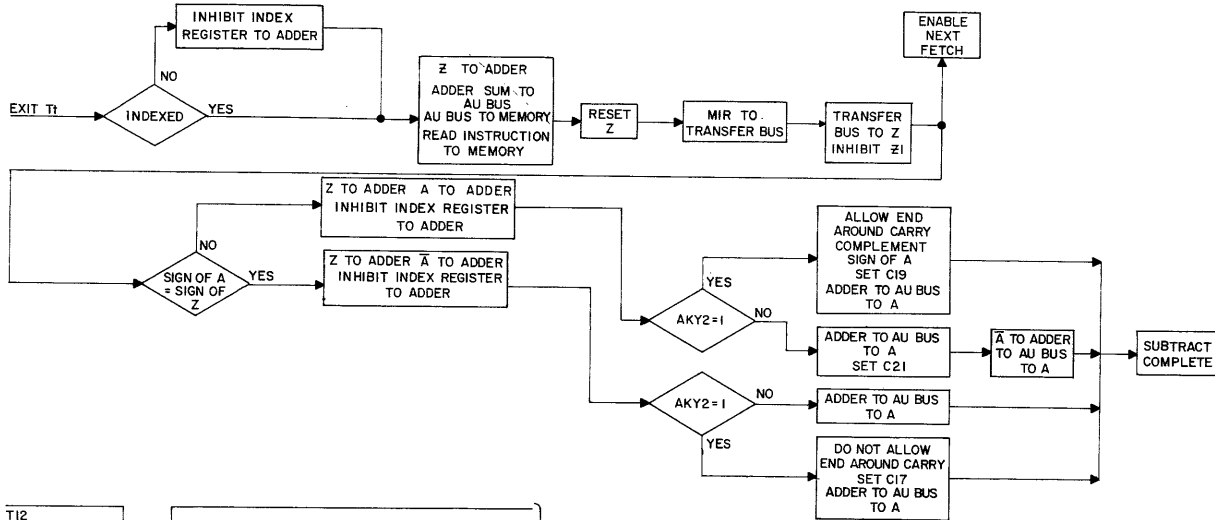 INHIBIT INDEX
REGISTER TO ADDER
ENABLE
NEXT
FETCH
NO
EXIT T1
INDEXED
YES
Z TO ADDER
ADDER SUM TO
AU BUS
AU BUS TO MEMORY
READ INSTRUCTION
TO MEMORY
RESET
Z
MIR TO
TRANSFER BUS
TRANSFER
BUS TO Z
INHIBIT Z1
Z TO ADDER A TO ADDER
INHIBIT INDEX REGISTER
TO ADDER
NO
SIGN OF A
= SIGN OF
Z
YES
Z TO ADDER A̅ TO ADDER
INHIBIT INDEX REGISTER
TO ADDER
YES
AKY2=1
NO
ALLOW END
AROUND CARRY
COMPLEMENT
SIGN OF A
SET C19
ADDER TO AU BUS
TO A
ADDER TO AU BUS
TO A
SET C21
A̅ TO ADDER
TO AU BUS
TO A
SUBTRACT
COMPLETE
AKY2=1
NO
YES
ADDER TO AU BUS
TO A
DO NOT ALLOW
END AROUND CARRY
SET C17
ADDER TO AU BUS
TO A
T12